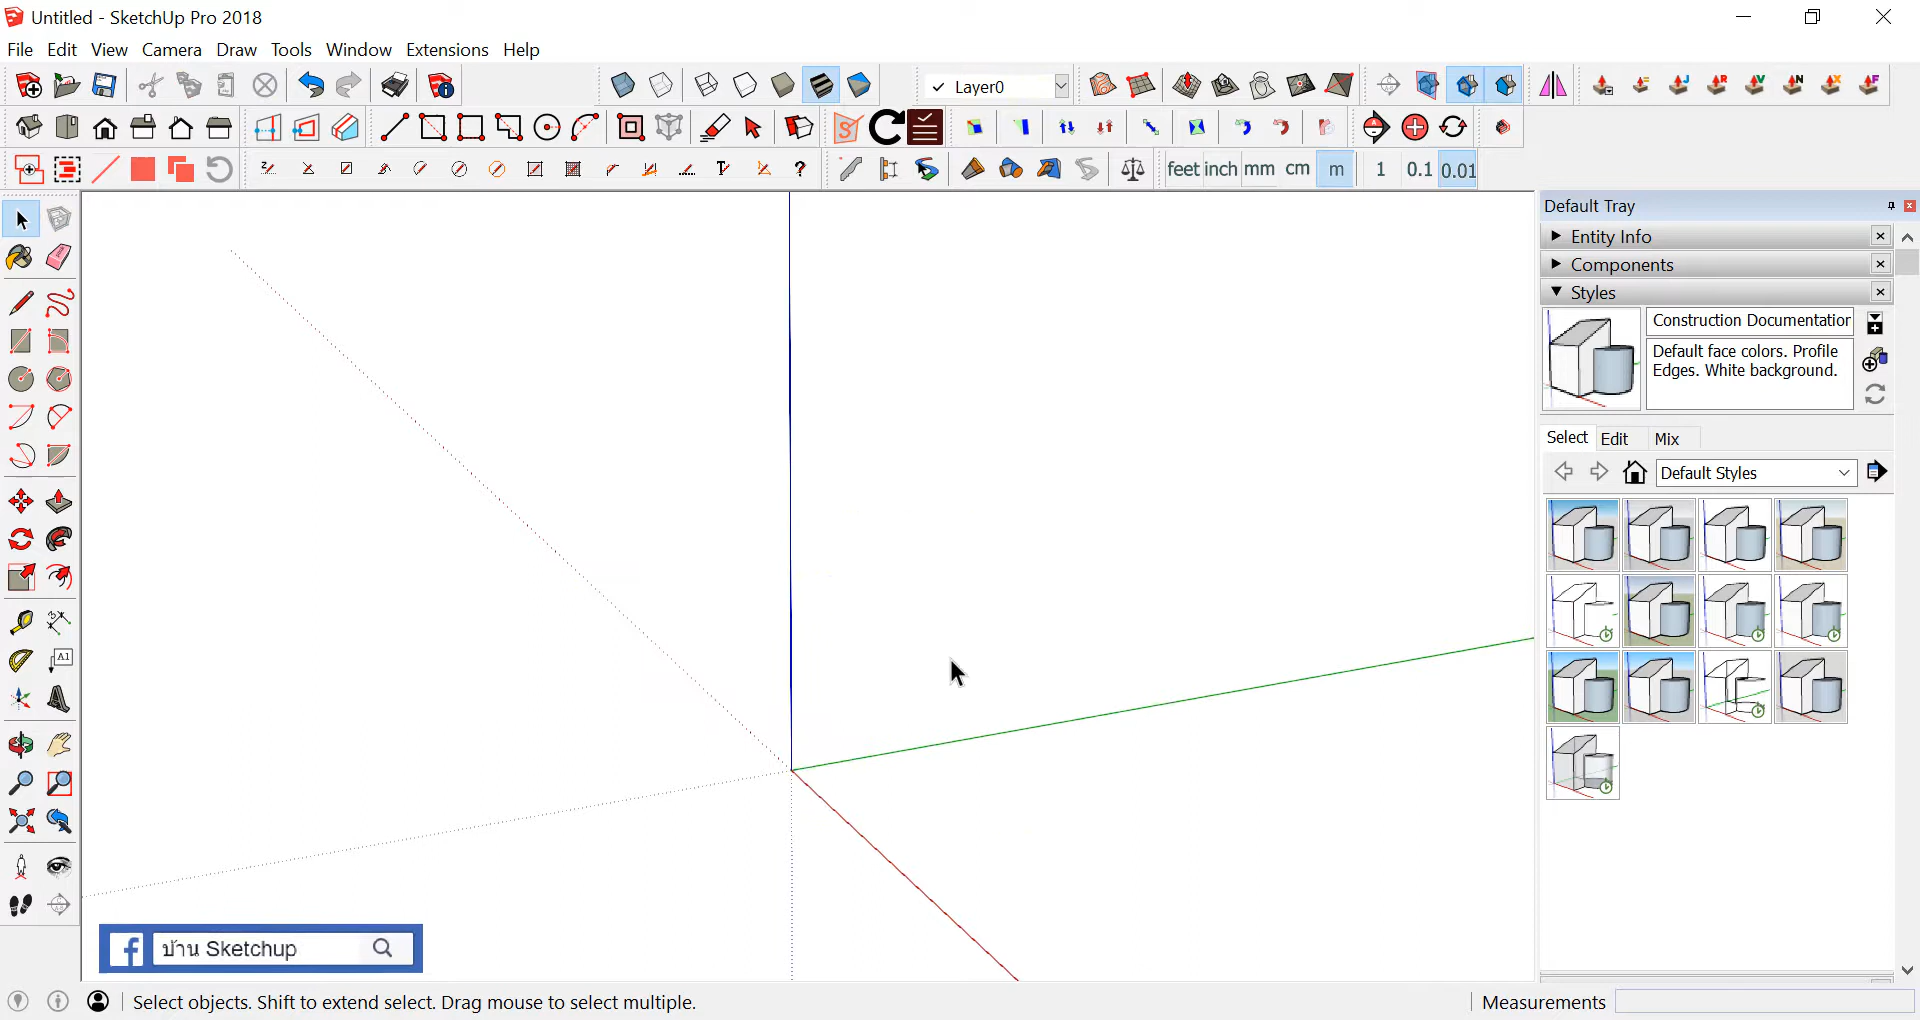 Untitled - SketchUp Pro 2018
File Edit View Camera Draw Tools Window Extensions Help
Layer0
feet inch mm cm m 1 0.1 0.01
Default Tray
Entity Info
Components
Styles
Construction Documentation
Default face colors. Profile
Edges. White background.
Select Edit Mix
Default Styles
A1
บ้าน Sketchup
Select objects. Shift to extend select. Drag mouse to select multiple.
Measurements